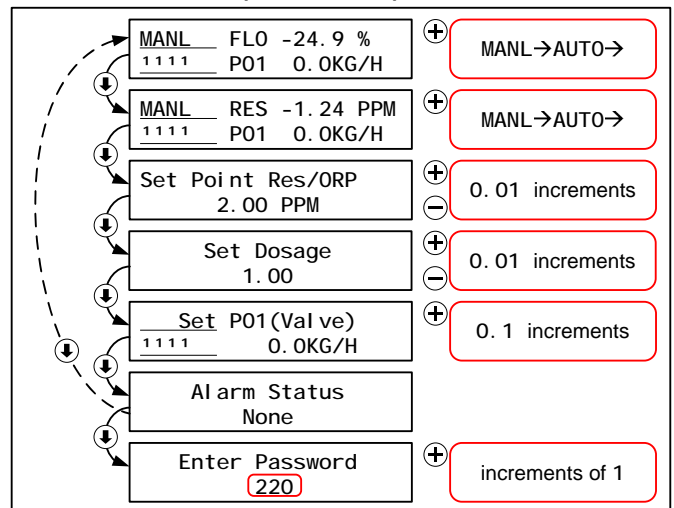 MANL FLO -24.9 %
1111 P01 0.0KG/H
MANL→AUTO→
MANL RES -1.24 PPM
1111 P01 0.0KG/H
MANL→AUTO→
Set Point Res/ORP
2.00 PPM
0.01 increments
Set Dosage
1.00
0.01 increments
Set P01(Valve)
1111 0.0KG/H
0.1 increments
Alarm Status
None
Enter Password
220
increments of 1